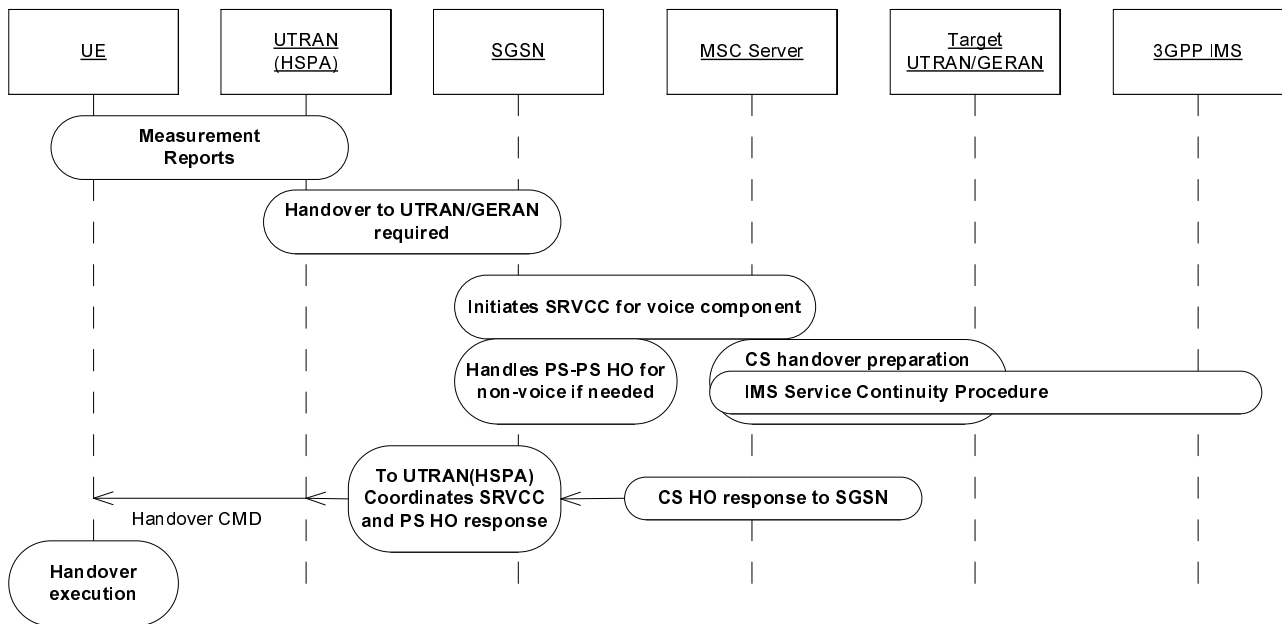 UE
UTRAN
(HSPA)
SGSN
MSC Server
Target
UTRAN/GERAN
3GPP IMS
Measurement
Reports
Handover to UTRAN/GERAN
required
Initiates SRVCC for voice component
Handles PS-PS HO for
non-voice if needed
CS handover preparation
IMS Service Continuity Procedure
To UTRAN(HSPA)
Coordinates SRVCC
and PS HO response
CS HO response to SGSN
Handover CMD
Handover
execution